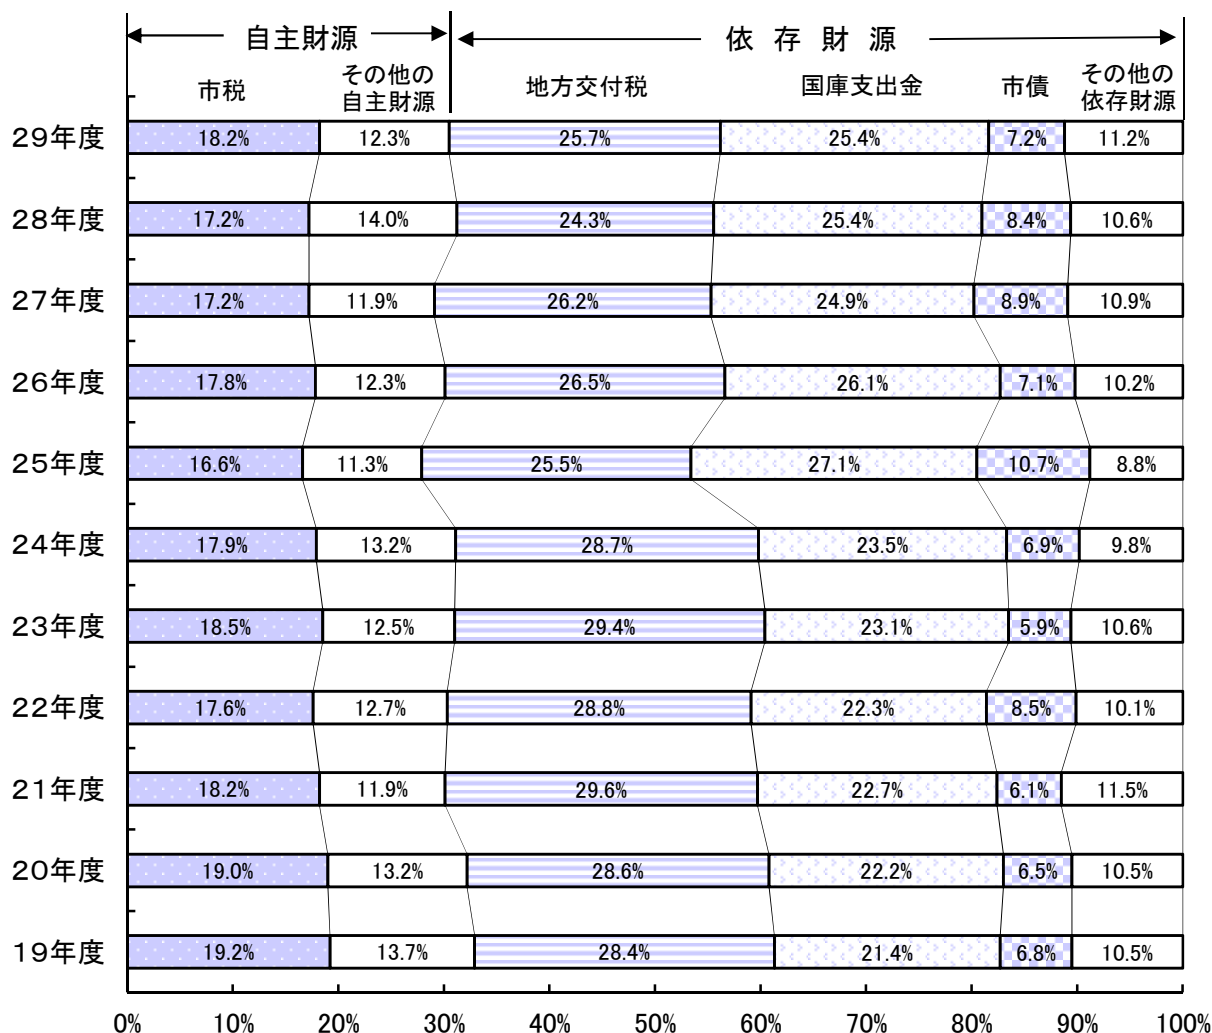 自主財源 依存財源
市税 その他の 自主財源 地方交付税 国庫支出金 市債 その他の 依存財源
29年度 18.2% 12.3% 25.7% 25.4% 7.2% 11.2%
28年度 17.2% 14.0% 24.3% 25.4% 8.4% 10.6%
27年度 17.2% 11.9% 26.2% 24.9% 8.9% 10.9%
26年度 17.8% 12.3% 26.5% 26.1% 7.1% 10.2%
25年度 16.6% 11.3% 25.5% 27.1% 10.7% 8.8%
24年度 17.9% 13.2% 28.7% 23.5% 6.9% 9.8%
23年度 18.5% 12.5% 29.4% 23.1% 5.9% 10.6%
22年度 17.6% 12.7% 28.8% 22.3% 8.5% 10.1%
21年度 18.2% 11.9% 29.6% 22.7% 6.1% 11.5%
20年度 19.0% 13.2% 28.6% 22.2% 6.5% 10.5%
19年度 19.2% 13.7% 28.4% 21.4% 6.8% 10.5%
0% 10% 20% 30% 40% 50% 60% 70% 80% 90% 100%